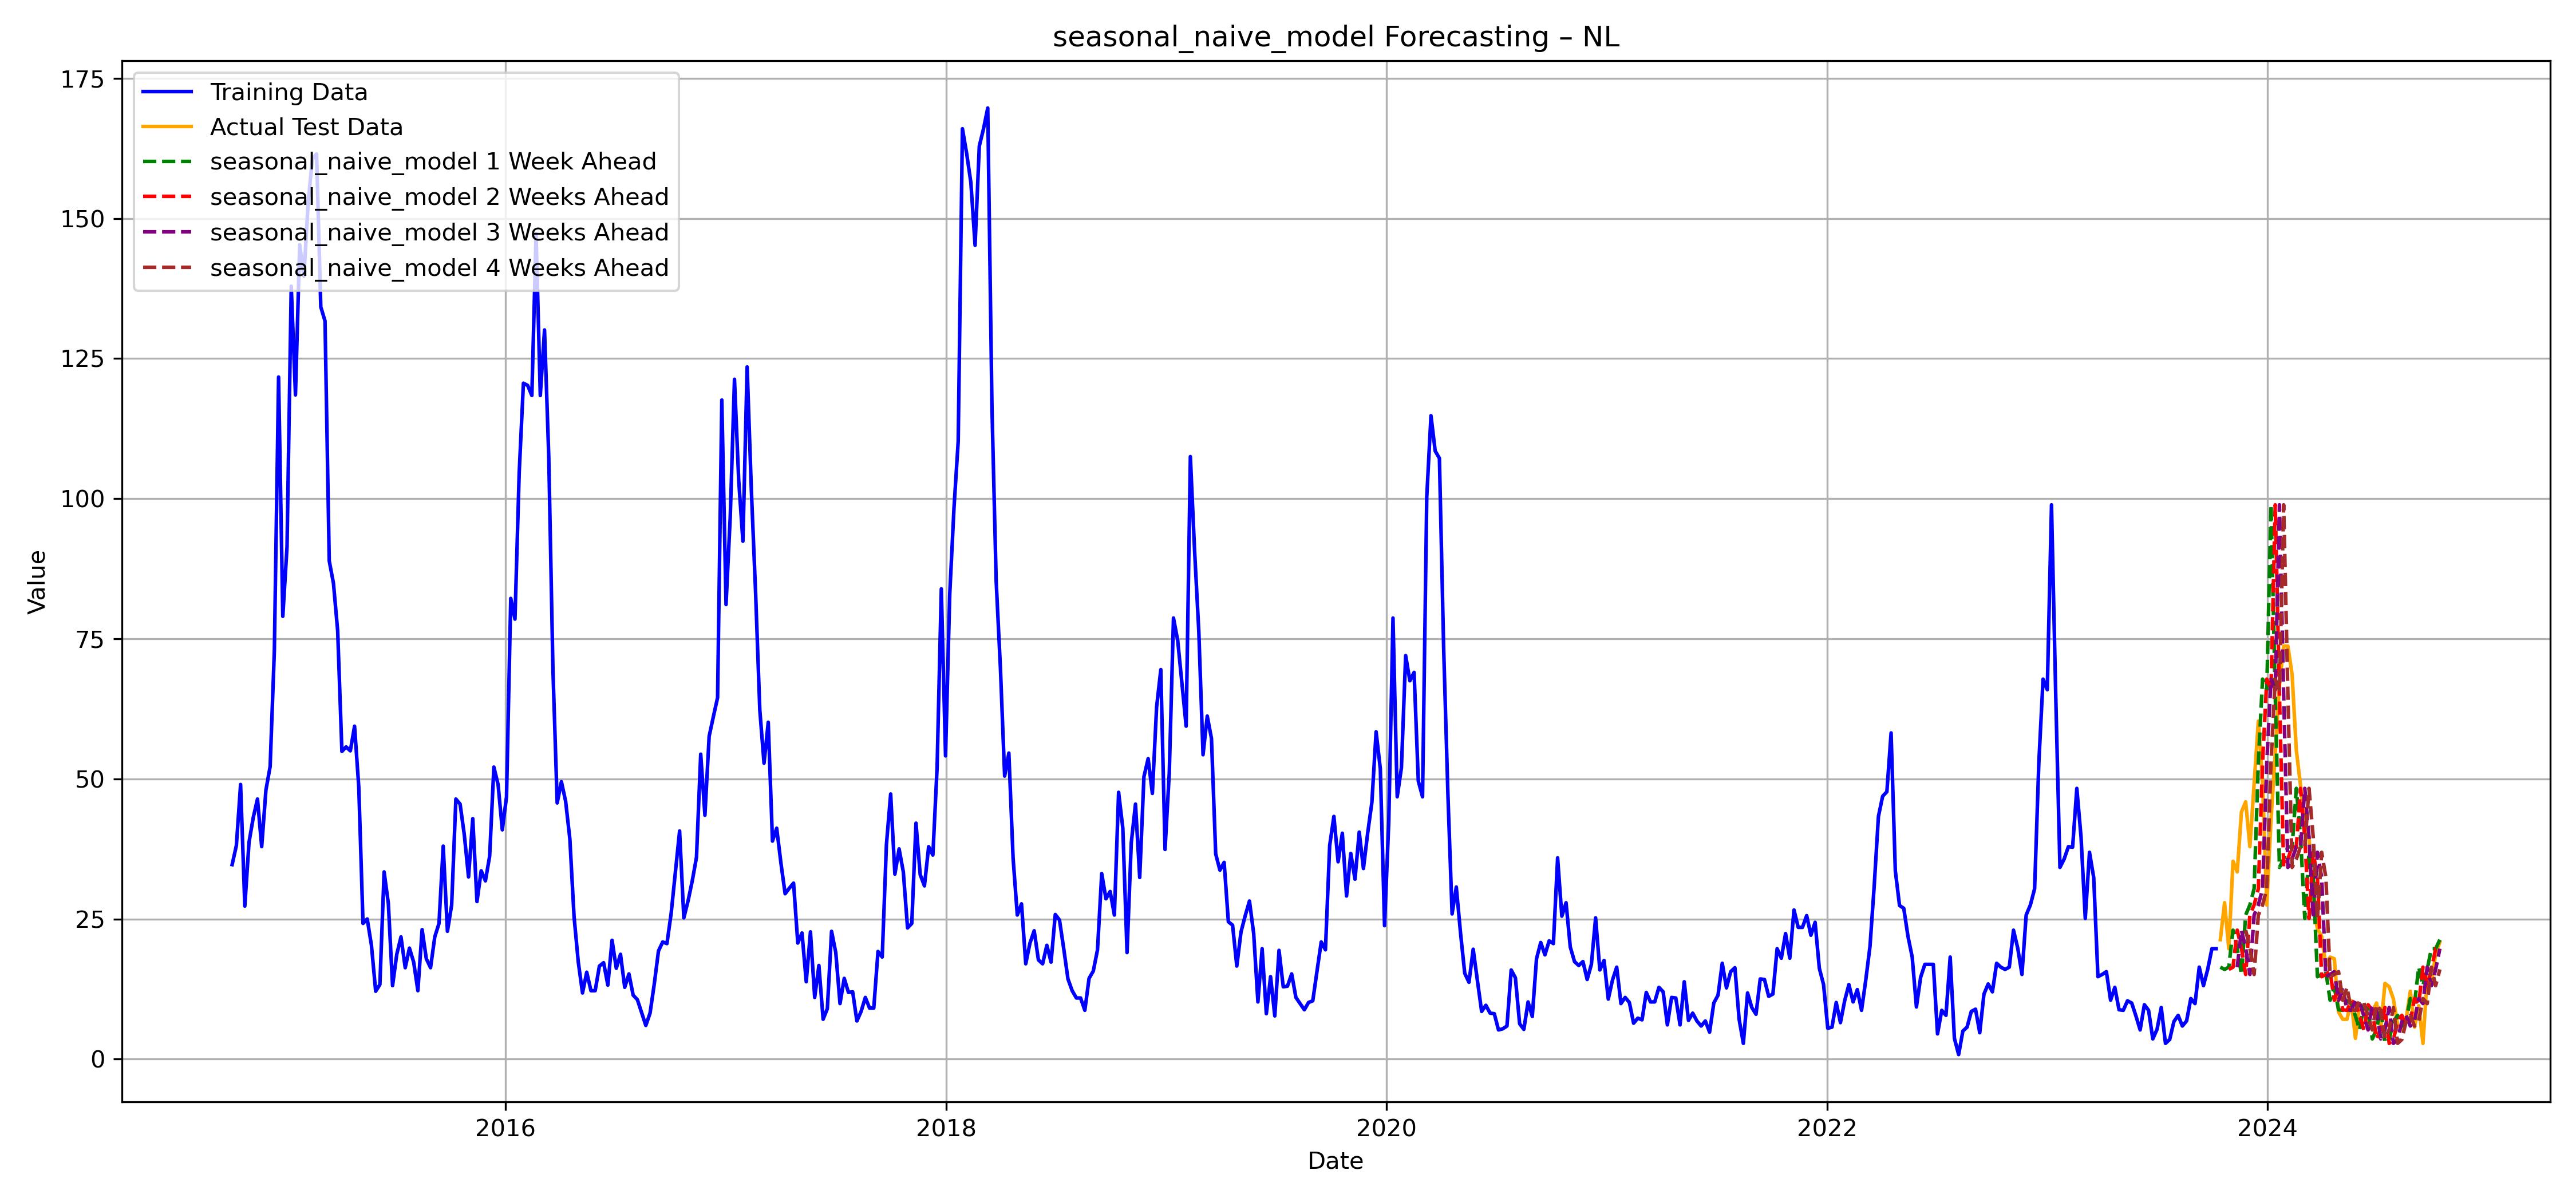 seasonal_naive_model Forecasting – NL
175
150
125
100
75
50
25
0
Value
Training Data
Actual Test Data
seasonal_naive_model 1 Week Ahead
seasonal_naive_model 2 Weeks Ahead
seasonal_naive_model 3 Weeks Ahead
seasonal_naive_model 4 Weeks Ahead
2016
2018
2020
2022
2024
Date